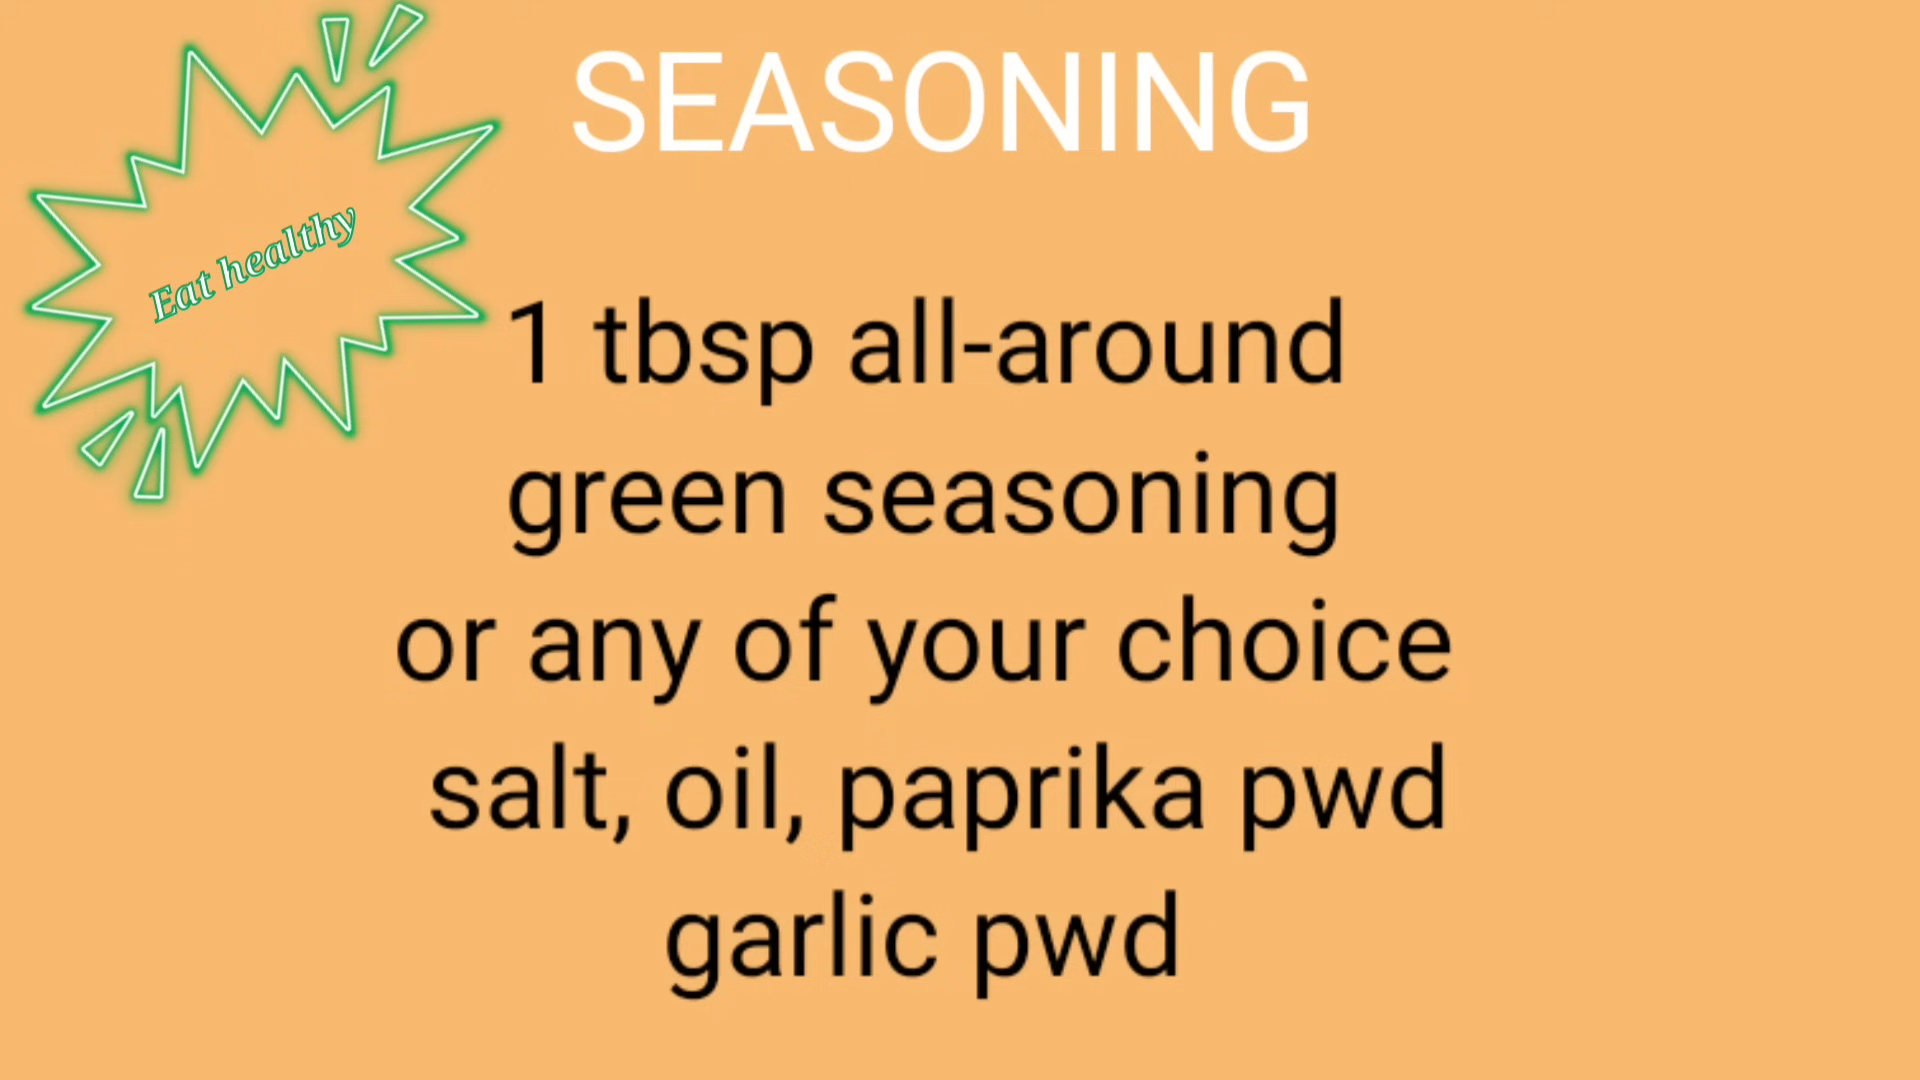 SEASONING
Eat healthy
1 tbsp all-around
green seasoning
or any of your choice
salt, oil, paprika pwd
garlic pwd